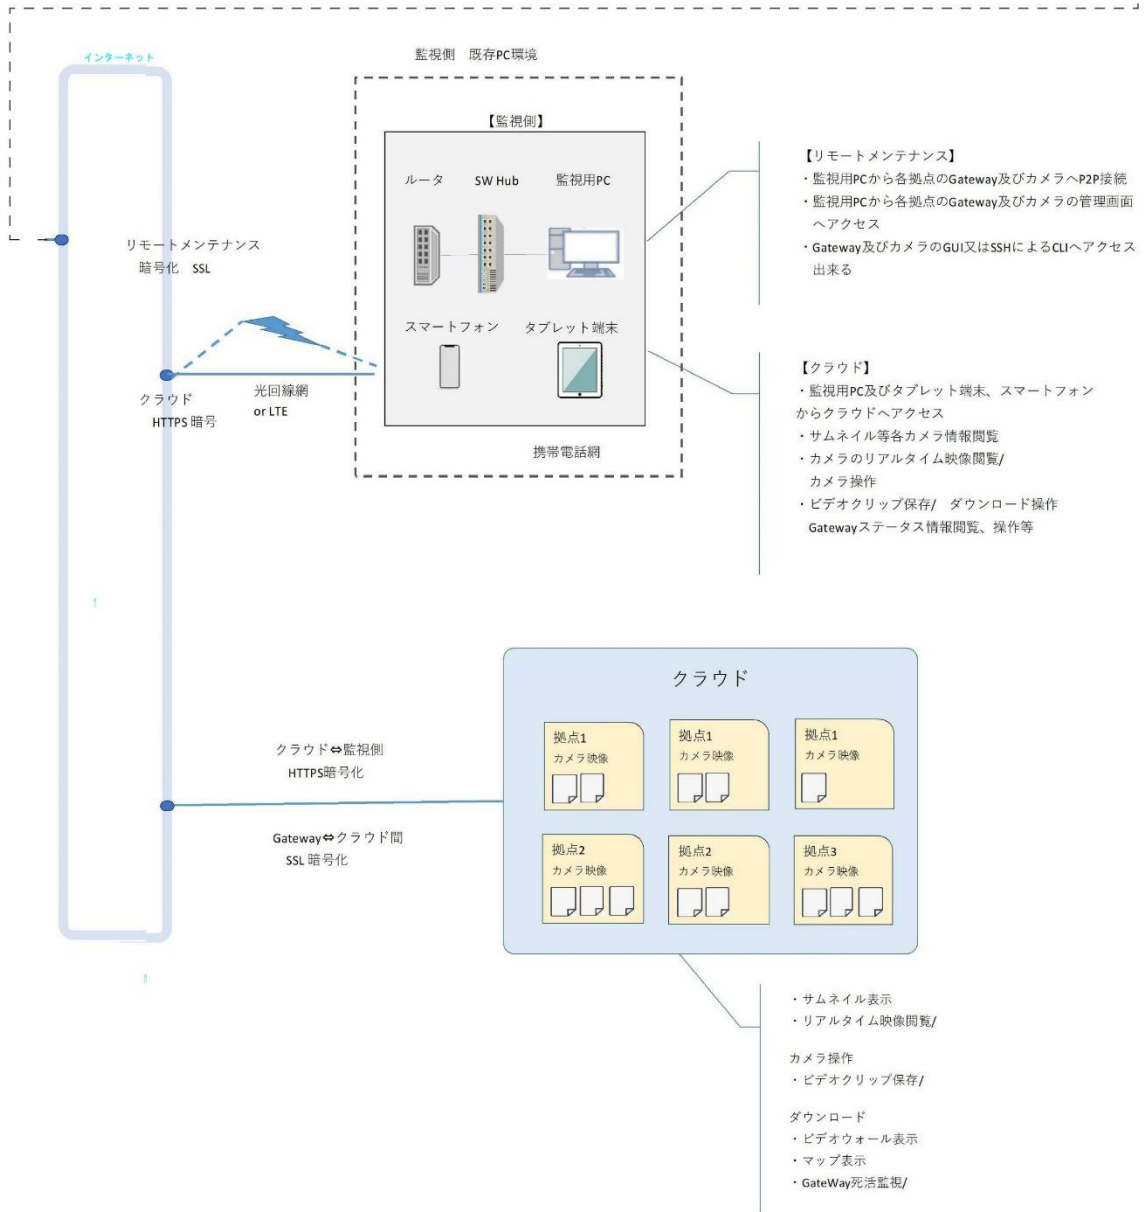 インターネット
監視側　既存PC環境
【監視側】
ルータ
SW Hub
監視用PC
スマートフォン
タブレット端末
携帯電話網
リモートメンテナンス
暗号化　SSL
クラウド
HTTPS 暗号
光回線網
or LTE
【リモートメンテナンス】
・監視用PCから各拠点のGateway及びカメラへP2P接続
・監視用PCから各拠点のGateway及びカメラの管理画面
へアクセス
・Gateway及びカメラのGUI又はSSHによるCLIへアクセス
出来る
【クラウド】
・監視用PC及びタブレット端末、スマートフォン
からクラウドへアクセス
・サムネイル等各カメラ情報閲覧
・カメラのリアルタイム映像閲覧/
カメラ操作
・ビデオクリップ保存/　ダウンロード操作
Gatewayステータス情報閲覧、操作等
クラウド⇔監視側
HTTPS暗号化
Gateway⇔クラウド間
SSL 暗号化
クラウド
拠点1
カメラ映像
拠点1
カメラ映像
拠点1
カメラ映像
拠点2
カメラ映像
拠点2
カメラ映像
拠点3
カメラ映像
・サムネイル表示
・リアルタイム映像閲覧/
カメラ操作
・ビデオクリップ保存/
ダウンロード
・ビデオウォール表示
・マップ表示
・GateWay死活監視/